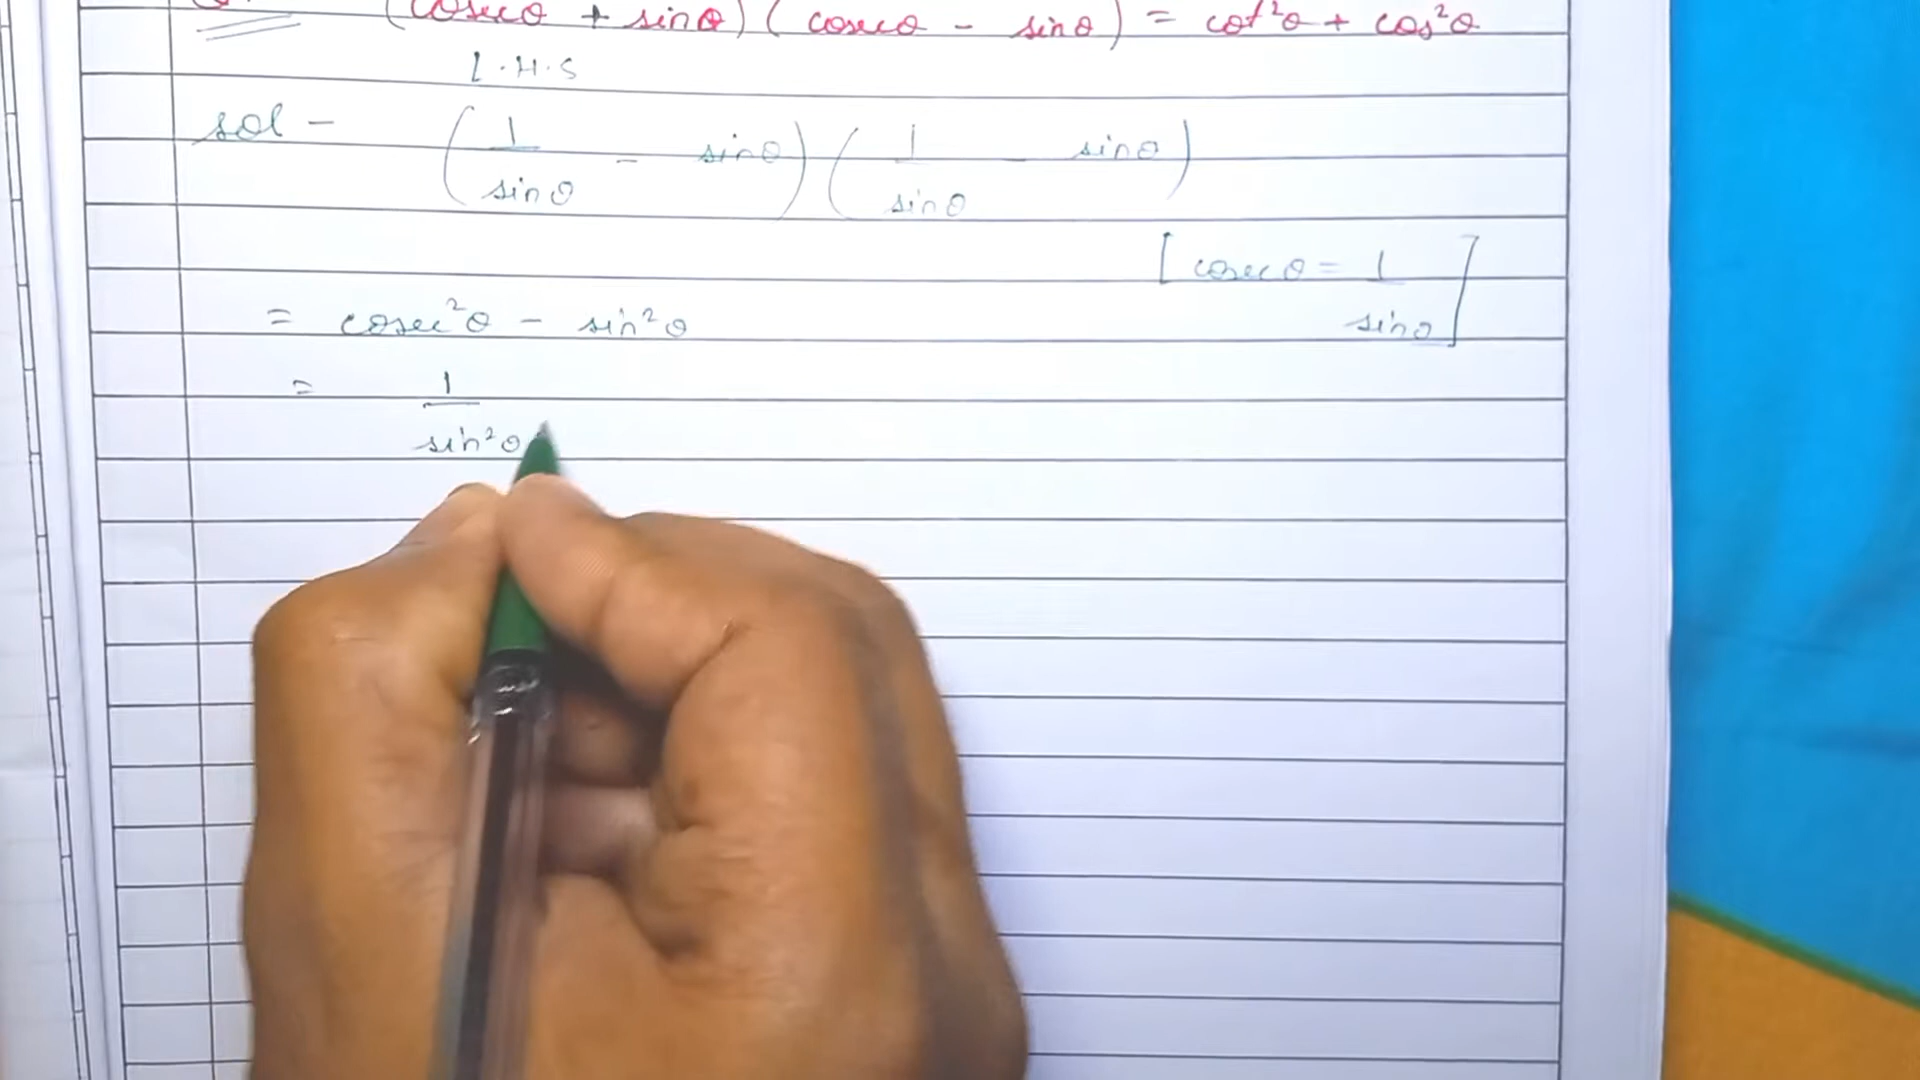 (cosecθ + sinθ) (cosecθ - sinθ) = cot²θ + cos²θ
L.H.S
sol - (1/sinθ - sinθ) (1/sinθ - sinθ)
[cosecθ = 1/sinθ]
= cosec²θ - sin²θ
= 1/sin²θ